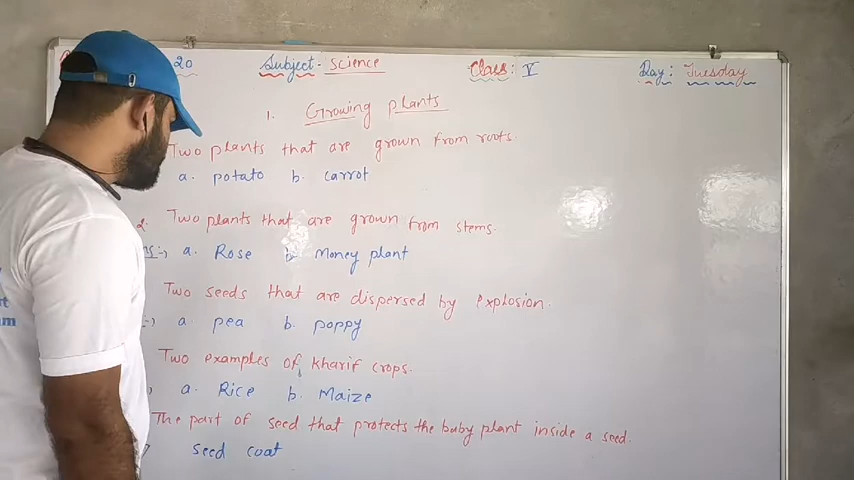 20 Subject:- Science Class: V Day: Tuesday
1. Growing plants
Two plants that are grown from roots.
a. potato b. carrot
2. Two plants that are grown from stems.
a. Rose b. Money plant
Two seeds that are dispersed by explosion.
a. pea b. poppy
Two examples of kharif crops.
a. Rice b. Maize
The part of seed that protects the baby plant inside a seed.
seed coat